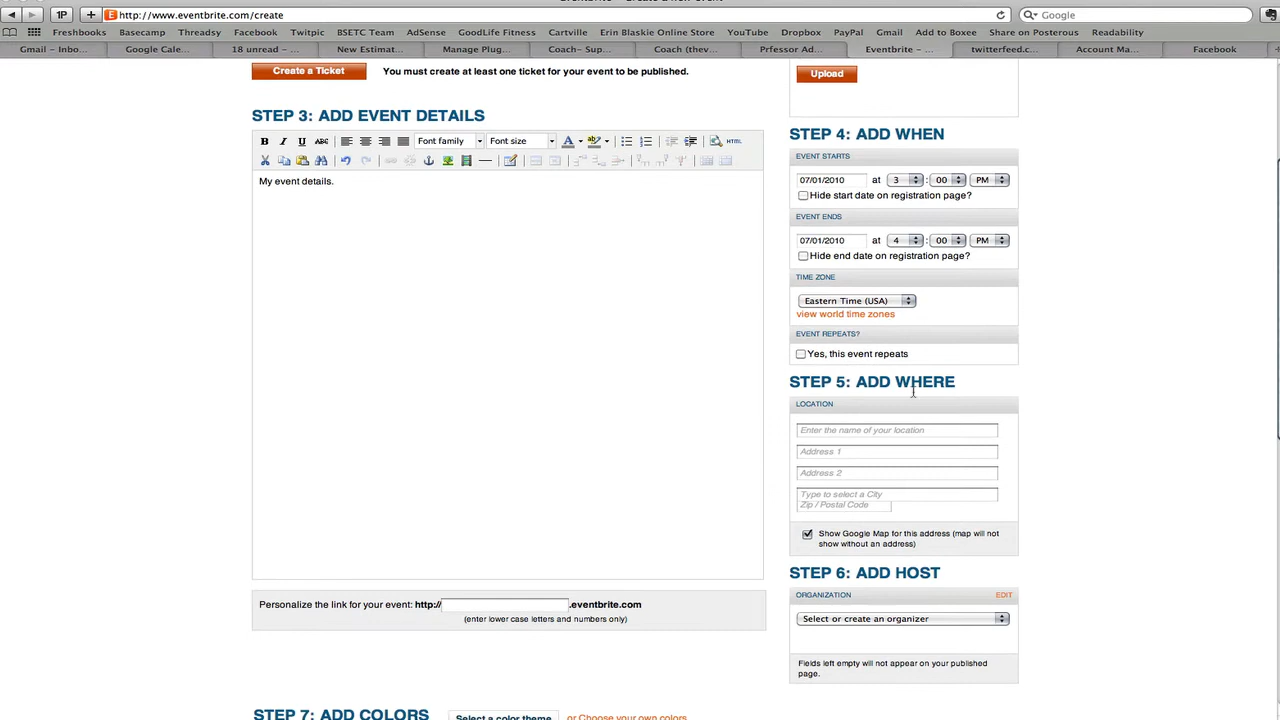 Eventbrite - Create a new event
http://www.eventbrite.com/create
Google
1P
Freshbooks Basecamp Threadsy Facebook Twitpic BSETC Team AdSense GoodLife Fitness Cartville Erin Blaskie Online Store YouTube Dropbox PayPal Gmail Add to Boxee Share on Posterous Readability
Gmail – Inbo... Google Cale... 18 unread – ... New Estimat... Manage Plug... Coach– Sup... Coach (thev... Prfessor Ad... Eventbrite – ... twitterfeed.c... Account Ma... Facebook
Create a Ticket You must create at least one ticket for your event to be published.
Upload
STEP 3: ADD EVENT DETAILS
B I U ABC Font family Font size A HTML
My event details.
Personalize the link for your event: http:// .eventbrite.com
(enter lower case letters and numbers only)
STEP 4: ADD WHEN
EVENT STARTS
07/01/2010 at 3 : 00 PM
Hide start date on registration page?
EVENT ENDS
07/01/2010 at 4 : 00 PM
Hide end date on registration page?
TIME ZONE
Eastern Time (USA)
view world time zones
EVENT REPEATS?
Yes, this event repeats
STEP 5: ADD WHERE
LOCATION
Enter the name of your location
Address 1
Address 2
Type to select a City
Zip / Postal Code
Show Google Map for this address (map will not
show without an address)
STEP 6: ADD HOST
ORGANIZATION EDIT
Select or create an organizer
Fields left empty will not appear on your published
page.
STEP 7: ADD COLORS Select a color theme or Choose your own colors